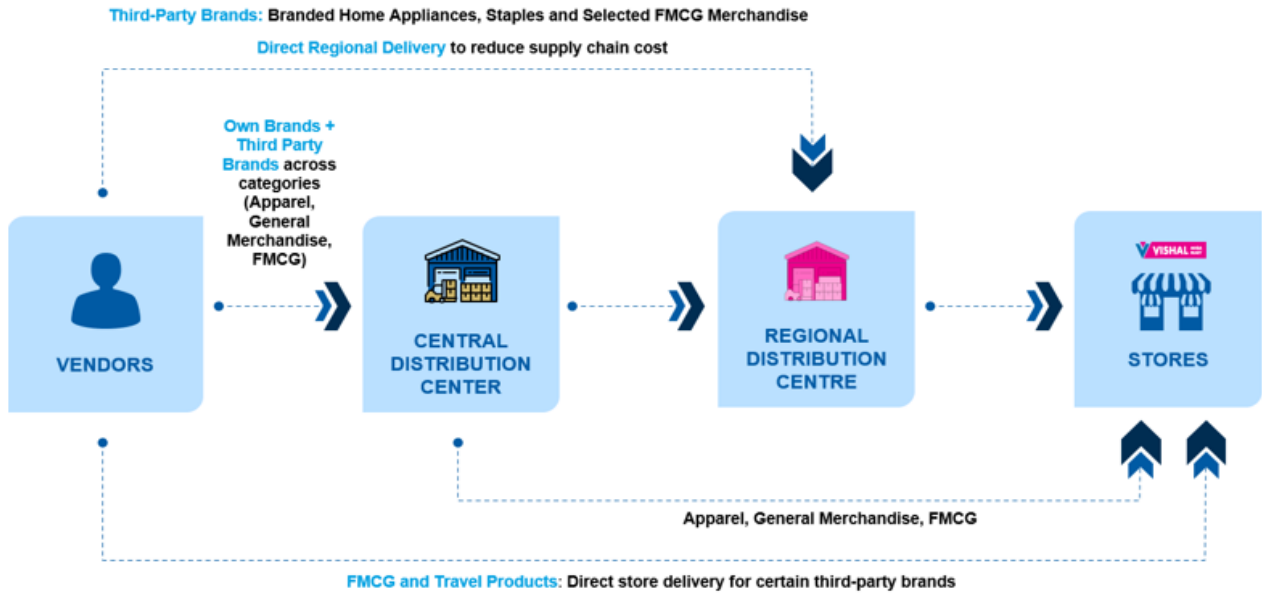 Third-Party Brands: Branded Home Appliances, Staples and Selected FMCG Merchandise
Direct Regional Delivery to reduce supply chain cost
Own Brands +
Third Party
Brands across
categories
(Apparel,
General
Merchandise,
FMCG)
VENDORS
CENTRAL
DISTRIBUTION
CENTER
REGIONAL
DISTRIBUTION
CENTRE
VISHAL
STORES
Apparel, General Merchandise, FMCG
FMCG and Travel Products: Direct store delivery for certain third-party brands